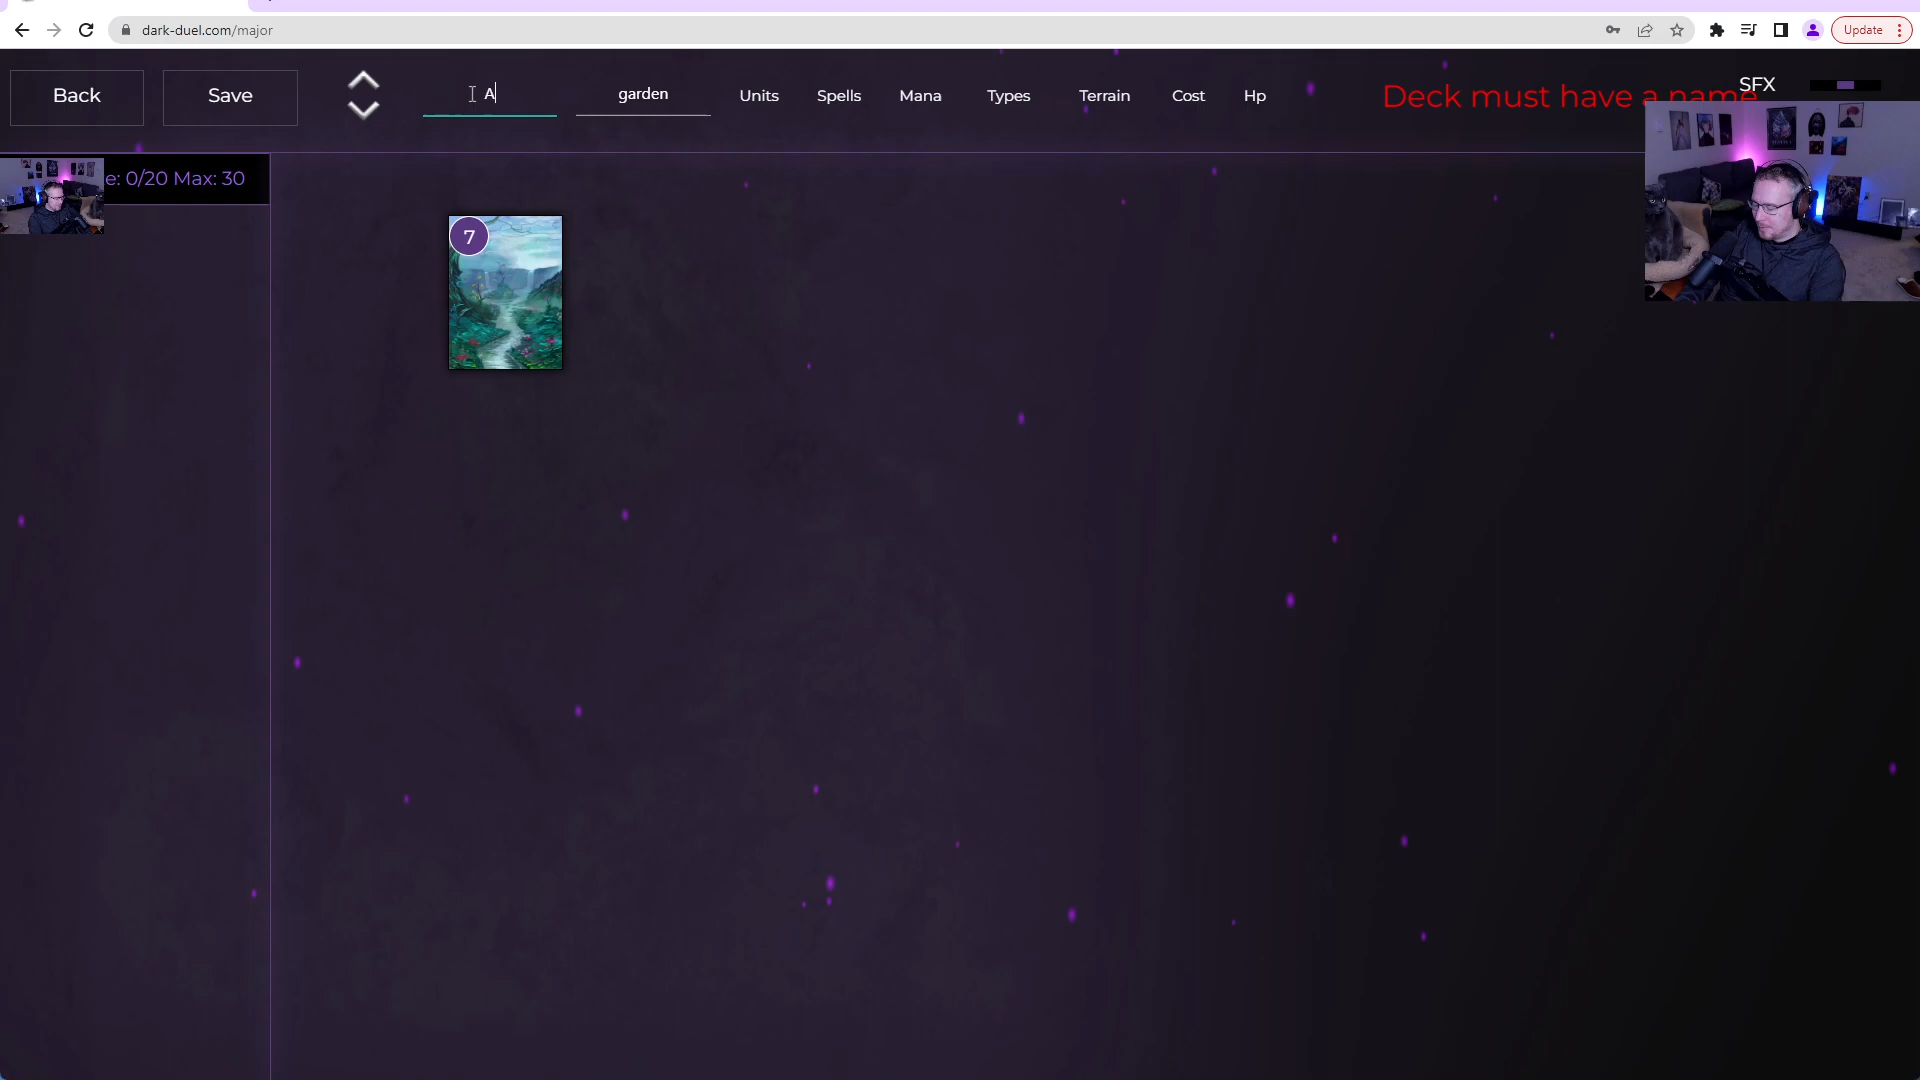 dark-duel.com/major
Update
Back
Save
A
garden
Units
Spells
Mana
Types
Terrain
Cost
Hp
Deck must have a name
SFX
e: 0/20 Max: 30
7